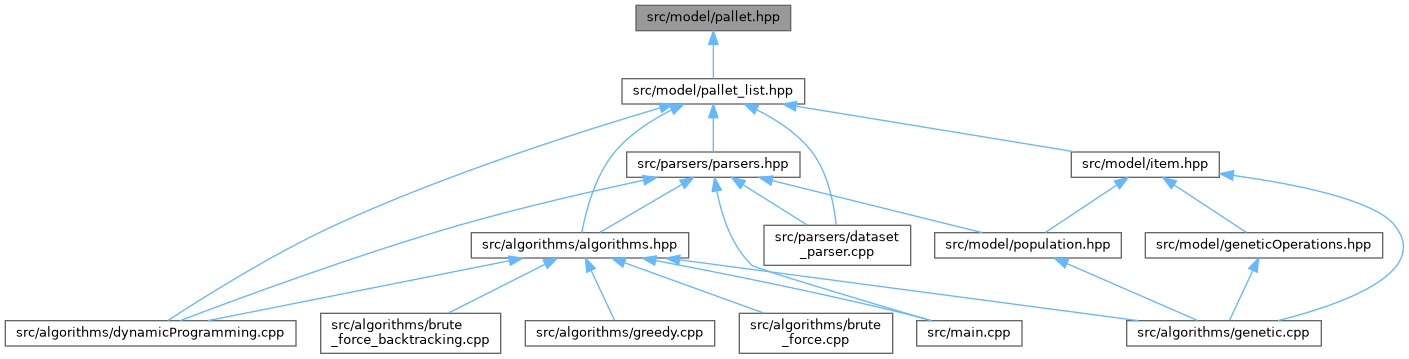 src/model/pallet.hpp
src/model/pallet_list.hpp
src/parsers/parsers.hpp
src/model/item.hpp
src/algorithms/algorithms.hpp
src/parsers/dataset
_parser.cpp
src/model/population.hpp
src/model/geneticOperations.hpp
src/algorithms/dynamicProgramming.cpp
src/algorithms/brute
_force_backtracking.cpp
src/algorithms/greedy.cpp
src/algorithms/brute
_force.cpp
src/main.cpp
src/algorithms/genetic.cpp